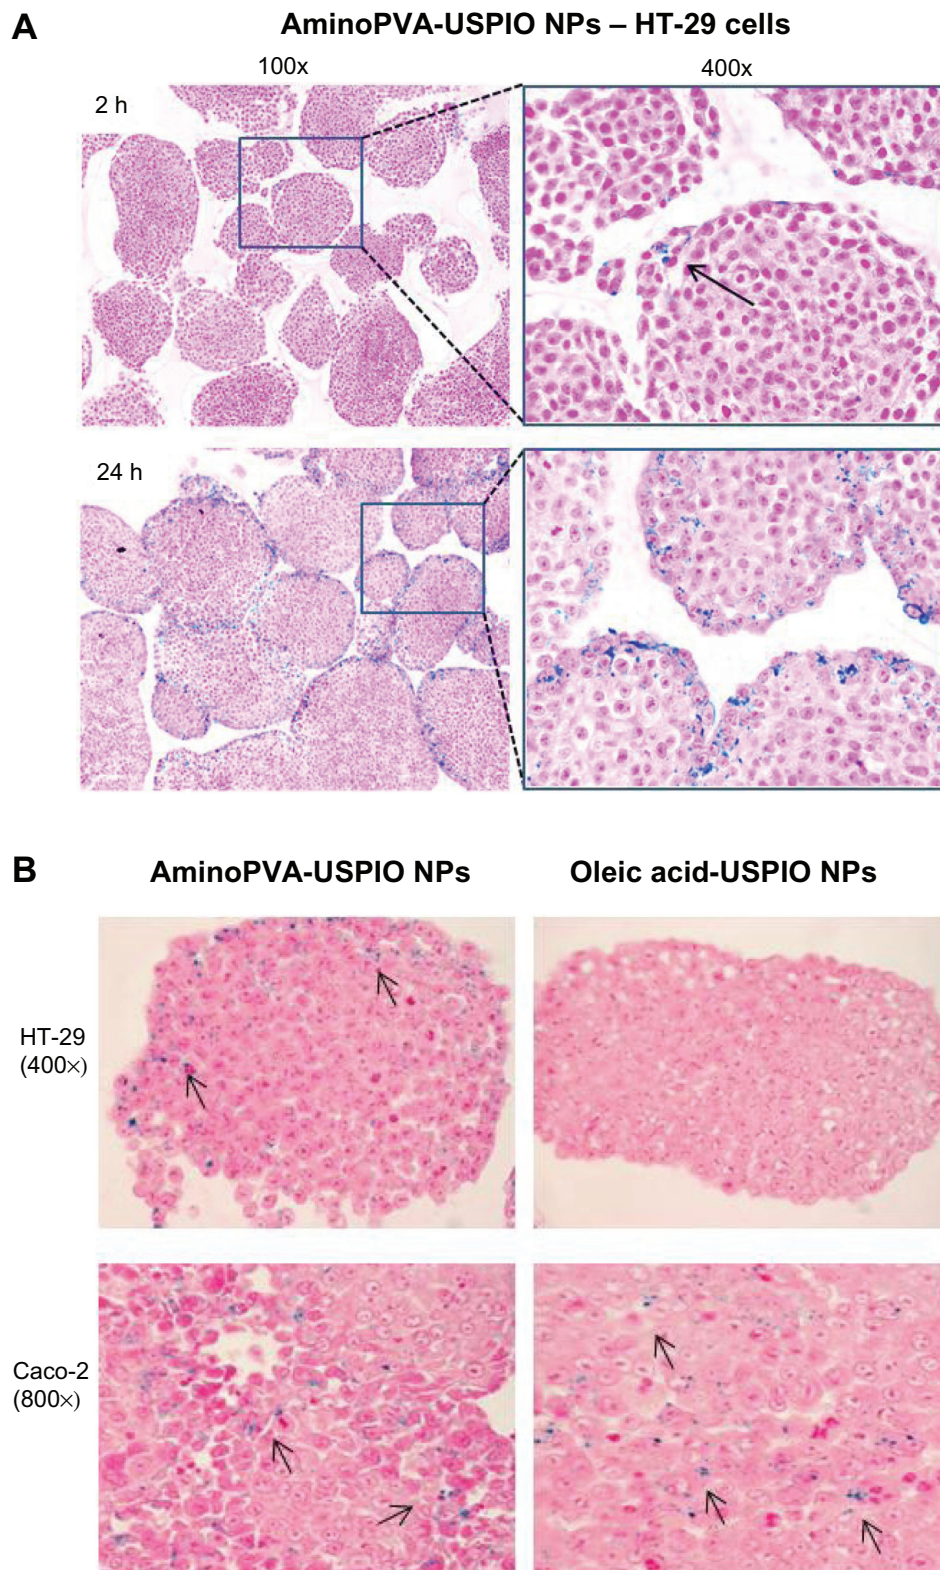 A
AminoPVA-USPIO NPs – HT-29 cells
100x
400x
2 h
24 h
B
AminoPVA-USPIO NPs
Oleic acid-USPIO NPs
HT-29
(400×)
Caco-2
(800×)